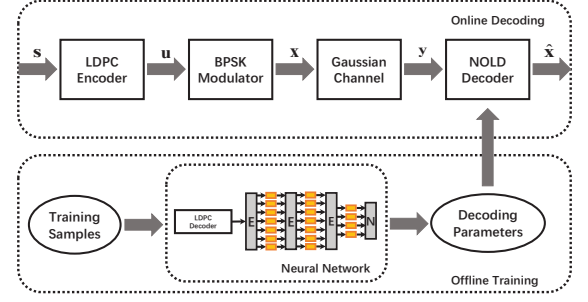 Online Decoding
s
LDPC
Encoder
u
BPSK
Modulator
x
Gaussian
Channel
y
NOLD
Decoder
x̂
Training
Samples
LDPC
Decoder
E
E
E
N
Neural Network
Decoding
Parameters
Offline Training